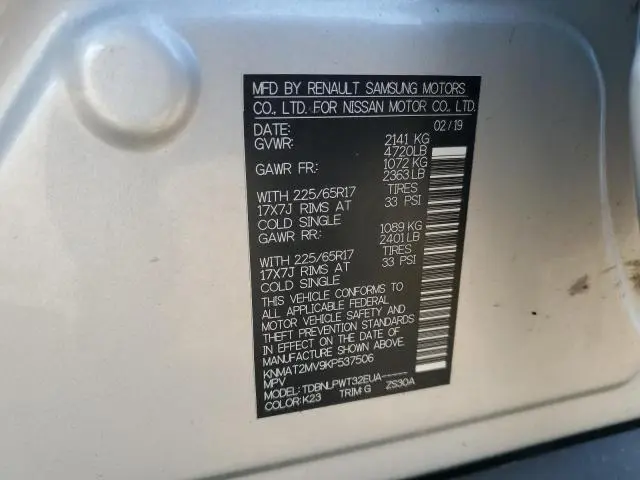 MFD BY RENAULT SAMSUNG MOTORS
CO., LTD. FOR NISSAN MOTOR CO., LTD.
DATE: 02/19
GVWR: 2141 KG
4720LB
GAWR FR: 1072 KG
2363 LB
WITH 225/65R17 TIRES
17X7J RIMS AT 33 PSI
COLD SINGLE
GAWR RR: 1089 KG
2401 LB
WITH 225/65R17 TIRES
17X7J RIMS AT 33 PSI
COLD SINGLE
THIS VEHICLE CONFORMS TO
ALL APPLICABLE FEDERAL
MOTOR VEHICLE SAFETY AND
THEFT PREVENTION STANDARDS
IN EFFECT ON THE DATE OF
MANUFACTURE SHOWN ABOVE.
KNMAT2MV9KP537506
MPV
MODEL: TDBNLPWT32EUA-----
COLOR: K23 TRIM: G ZS30A